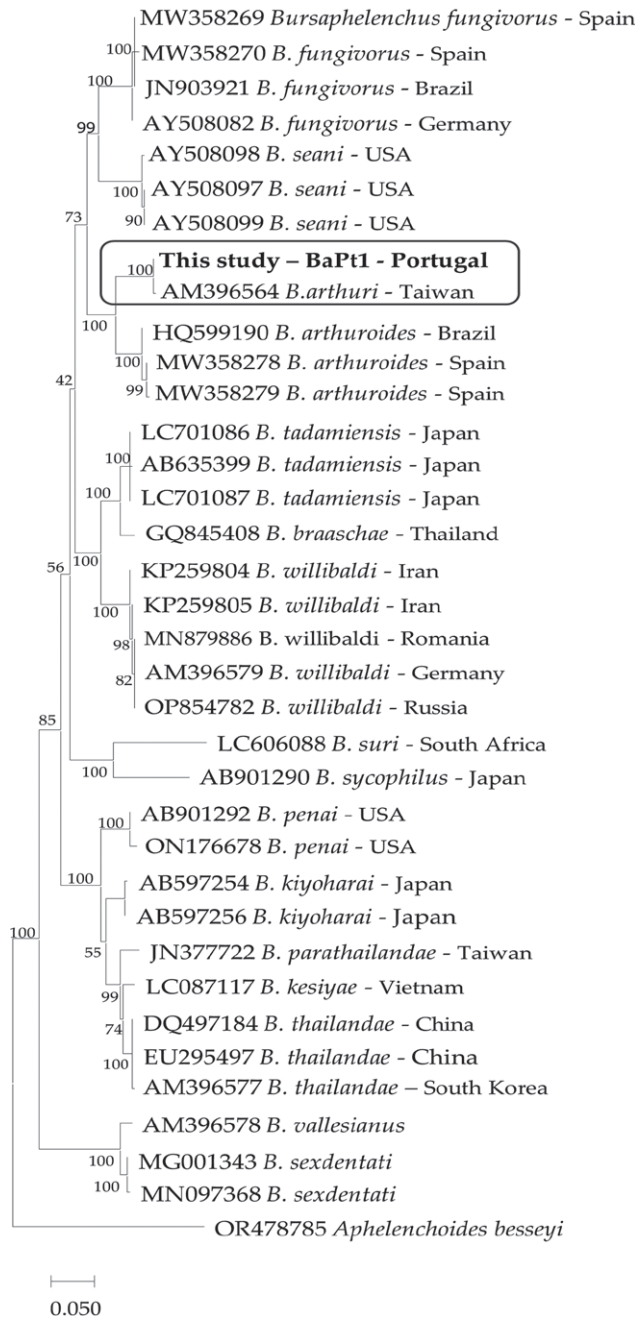 MW358269 Bursaphelenchus fungivorus - Spain
MW358270 B. fungivorus - Spain
100
JN903921 B. fungivorus - Brazil
AY508082 B. fungivorus - Germany
99
AY508098 B. seani - USA
100
AY508097 B. seani - USA
90
AY508099 B. seani - USA
73
This study – BaPt1 - Portugal
100
AM396564 B.arthuri - Taiwan
100
HQ599190 B. arthuroides - Brazil
100
MW358278 B. arthuroides - Spain
99
MW358279 B. arthuroides - Spain
42
LC701086 B. tadamiensis - Japan
100
AB635399 B. tadamiensis - Japan
100
LC701087 B. tadamiensis - Japan
GQ845408 B. braaschae - Thailand
100
56
KP259804 B. willibaldi - Iran
100
KP259805 B. willibaldi - Iran
98
MN879886 B. willibaldi - Romania
82
AM396579 B. willibaldi - Germany
OP854782 B. willibaldi - Russia
85
LC606088 B. suri - South Africa
100
AB901290 B. sycophilus - Japan
100
AB901292 B. penai - USA
ON176678 B. penai - USA
100
AB597254 B. kiyoharai - Japan
AB597256 B. kiyoharai - Japan
100
55
JN377722 B. parathailandae - Taiwan
99
LC087117 B. kesiyae - Vietnam
74
DQ497184 B. thailandae - China
100
EU295497 B. thailandae - China
AM396577 B. thailandae – South Korea
AM396578 B. vallesianus
100
MG001343 B. sexdentati
100
MN097368 B. sexdentati
OR478785 Aphelenchoides besseyi
0.050